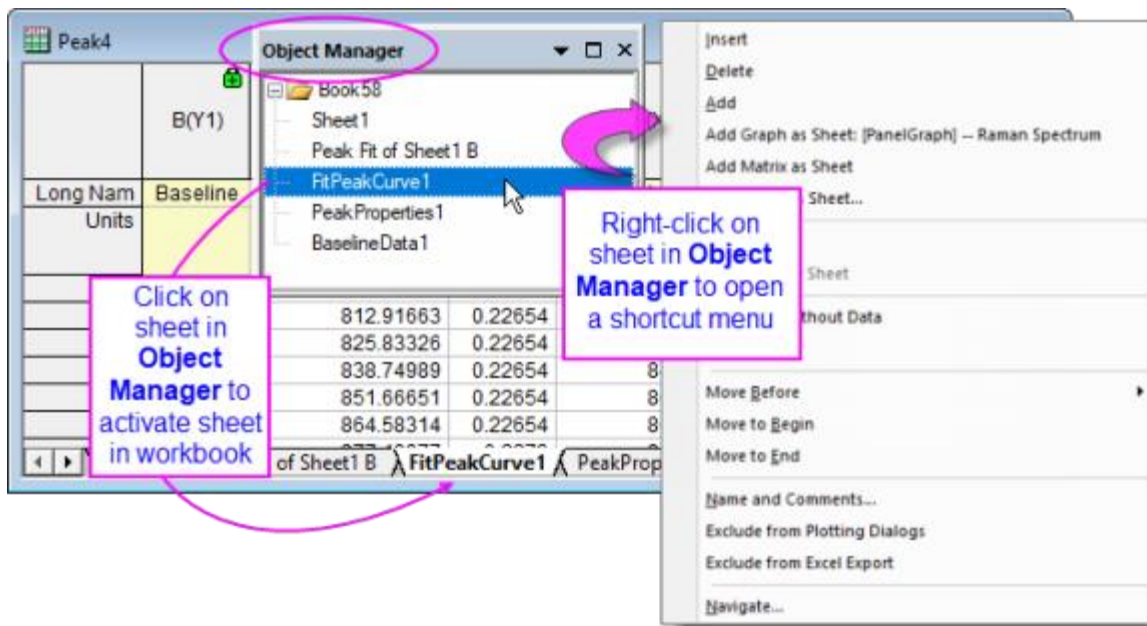 Peak4
B(Y1)
Long Nam Baseline
Units
Object Manager
Book58
Sheet1
Peak Fit of Sheet1 B
FitPeakCurve1
PeakProperties1
BaselineData1
Click on
sheet in
Object
Manager to
activate sheet
in workbook
812.91663 0.22654
825.83326 0.22654
838.74989 0.22654 8
851.66651 0.22654 8
864.58314 0.22654 8
of Sheet1 B FitPeakCurve1 PeakProp
Right-click on
sheet in Object
Manager to open
a shortcut menu
Insert
Delete
Add
Add Graph as Sheet: [PanelGraph] -- Raman Spectrum
Add Matrix as Sheet
Sheet...
Sheet
thout Data
Move Before
Move to Begin
Move to End
Name and Comments...
Exclude from Plotting Dialogs
Exclude from Excel Export
Navigate...